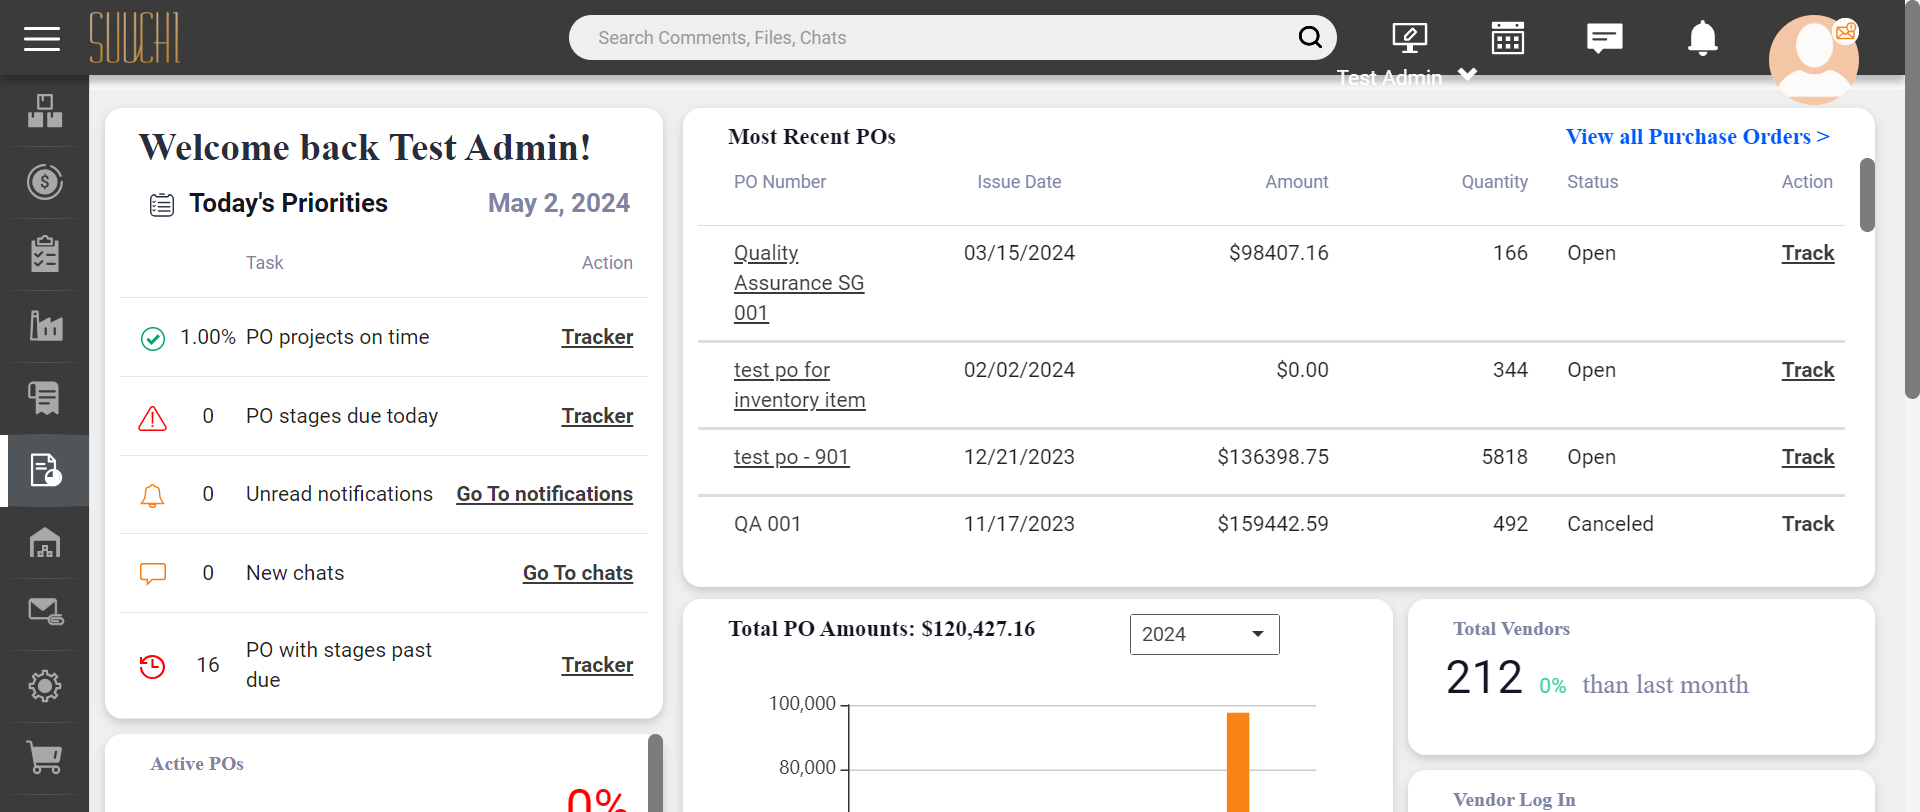 SUUCHI
Search Comments, Files, Chats
Test Admin
1
Welcome back Test Admin!
Today's Priorities
May 2, 2024
Task
Action
1.00% PO projects on time Tracker
0 PO stages due today Tracker
0 Unread notifications Go To notifications
0 New chats Go To chats
16 PO with stages past due Tracker
Active POs
0%
Most Recent POs
View all Purchase Orders >
PO Number Issue Date Amount Quantity Status Action
Quality 03/15/2024 $98407.16 166 Open Track
Assurance SG
001
test po for 02/02/2024 $0.00 344 Open Track
inventory item
test po - 901 12/21/2023 $136398.75 5818 Open Track
QA 001 11/17/2023 $159442.59 492 Canceled Track
Total PO Amounts: $120,427.16
2024
100,000
80,000
Total Vendors
212 0% than last month
Vendor Log In